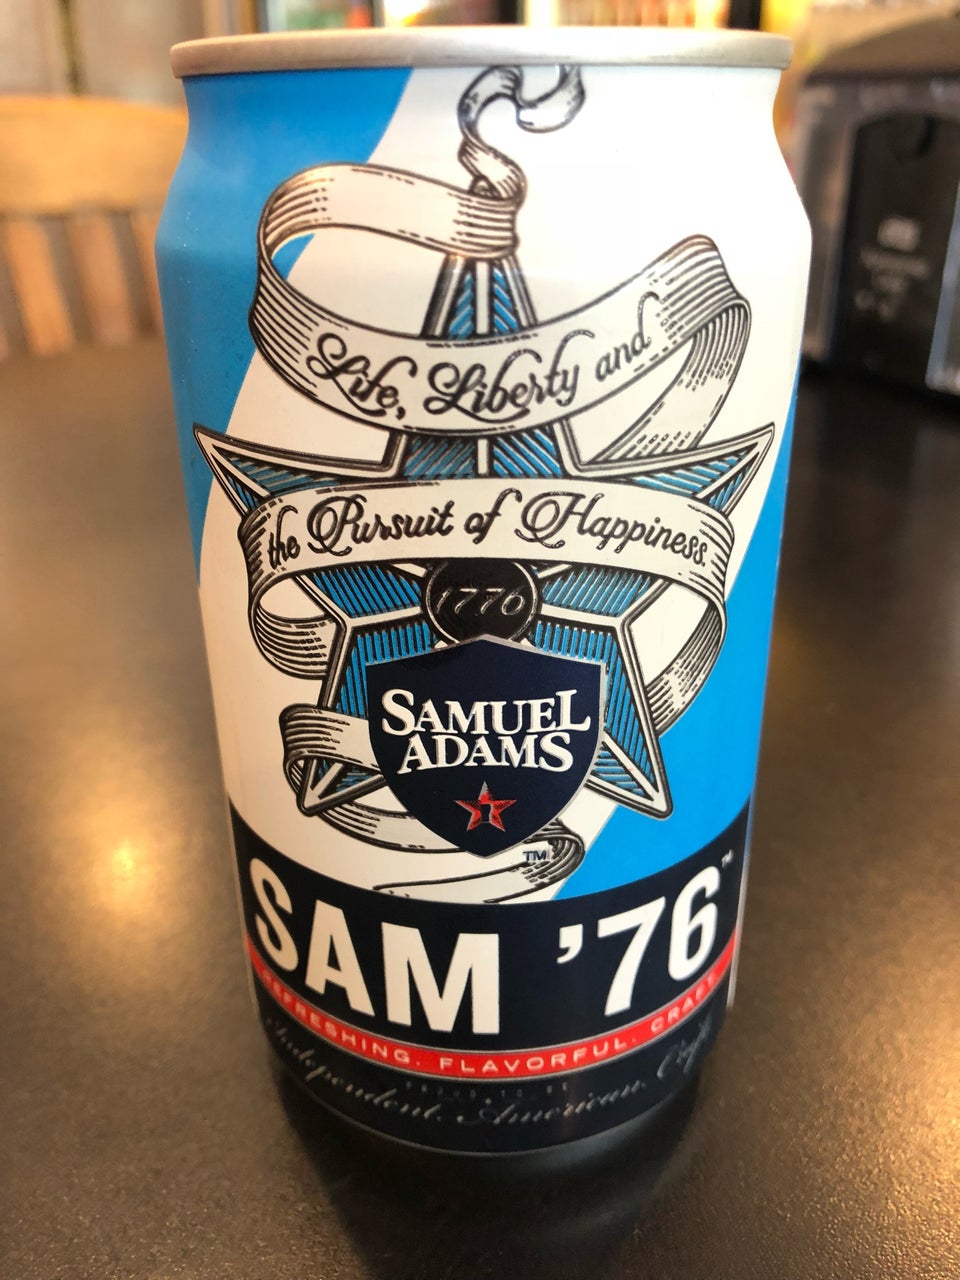 Life, Liberty and
the Pursuit of Happiness.
1776
SAMUEL
ADAMS
TM
SAM '76 TM
REFRESHING. FLAVORFUL. CRAFT
Independent. American. Craft